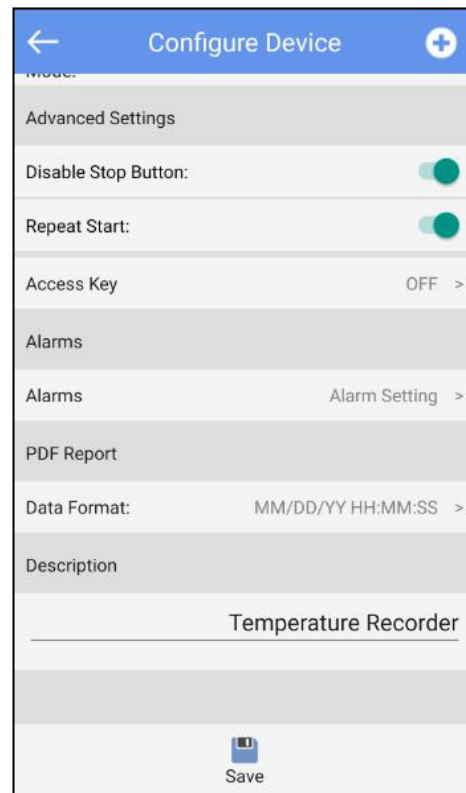 Configure Device
Mode:
Advanced Settings
Disable Stop Button:
Repeat Start:
Access Key OFF >
Alarms
Alarms Alarm Setting >
PDF Report
Data Format: MM/DD/YY HH:MM:SS >
Description
Temperature Recorder
Save